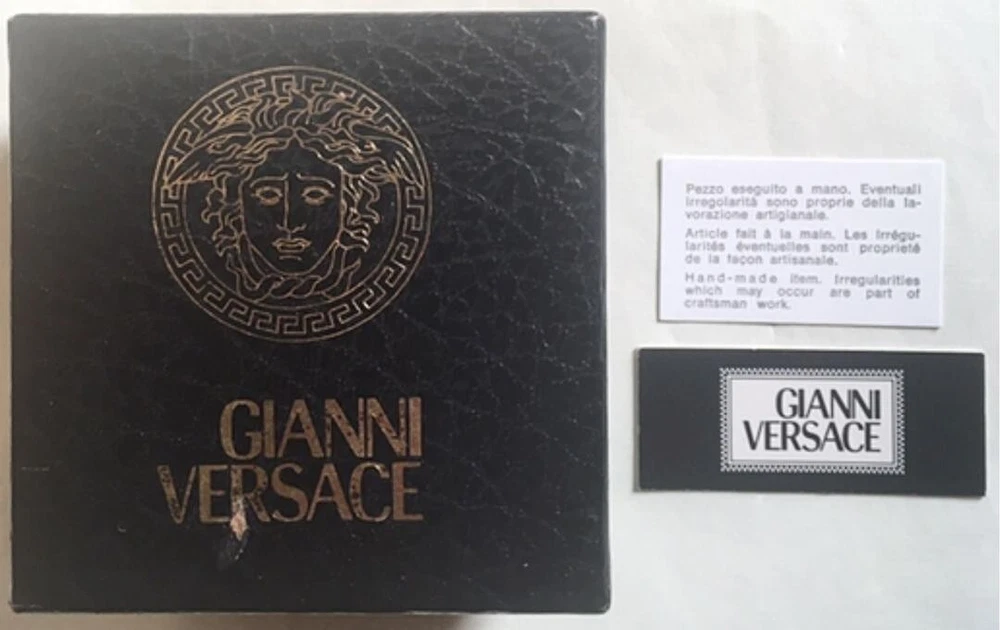 GIANNI
VERSACE
Pezzo eseguito a mano. Eventuali
irregolarità sono proprie della la-
vorazione artigianale.
Article fait à la main. Les irrégu-
larités éventuelles sont proprieté
de la façon artisanale.
Hand-made item. Irregularities
which may occur are part of
craftsman work.
GIANNI
VERSACE